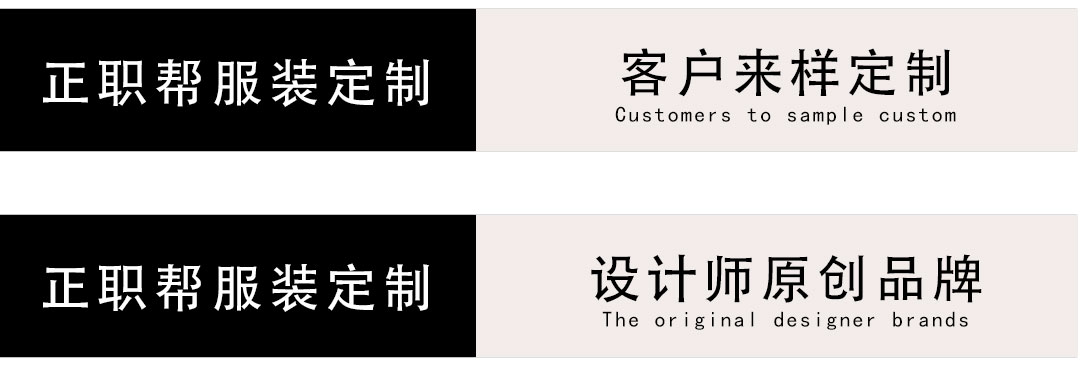 正职帮服装定制
客户来样定制
Customers to sample custom
正职帮服装定制
设计师原创品牌
The original designer brands